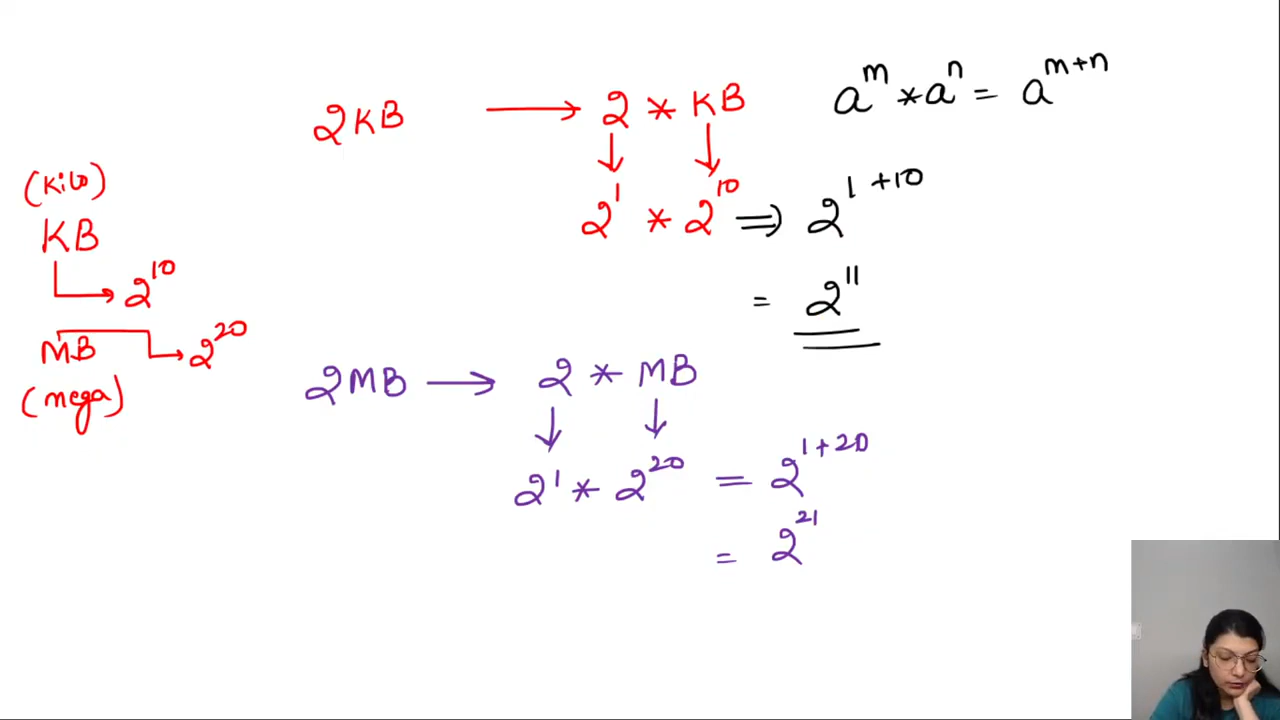 2KB → 2 * KB
a^m * a^n = a^{m+n}
↓ ↓
2^1 * 2^10 ⇒ 2^{1+10}
= 2^11
(Kilo)
KB
→ 2^10
MB → 2^20
(mega)
2MB → 2 * MB
↓ ↓
2^1 * 2^20 = 2^{1+20}
= 2^21